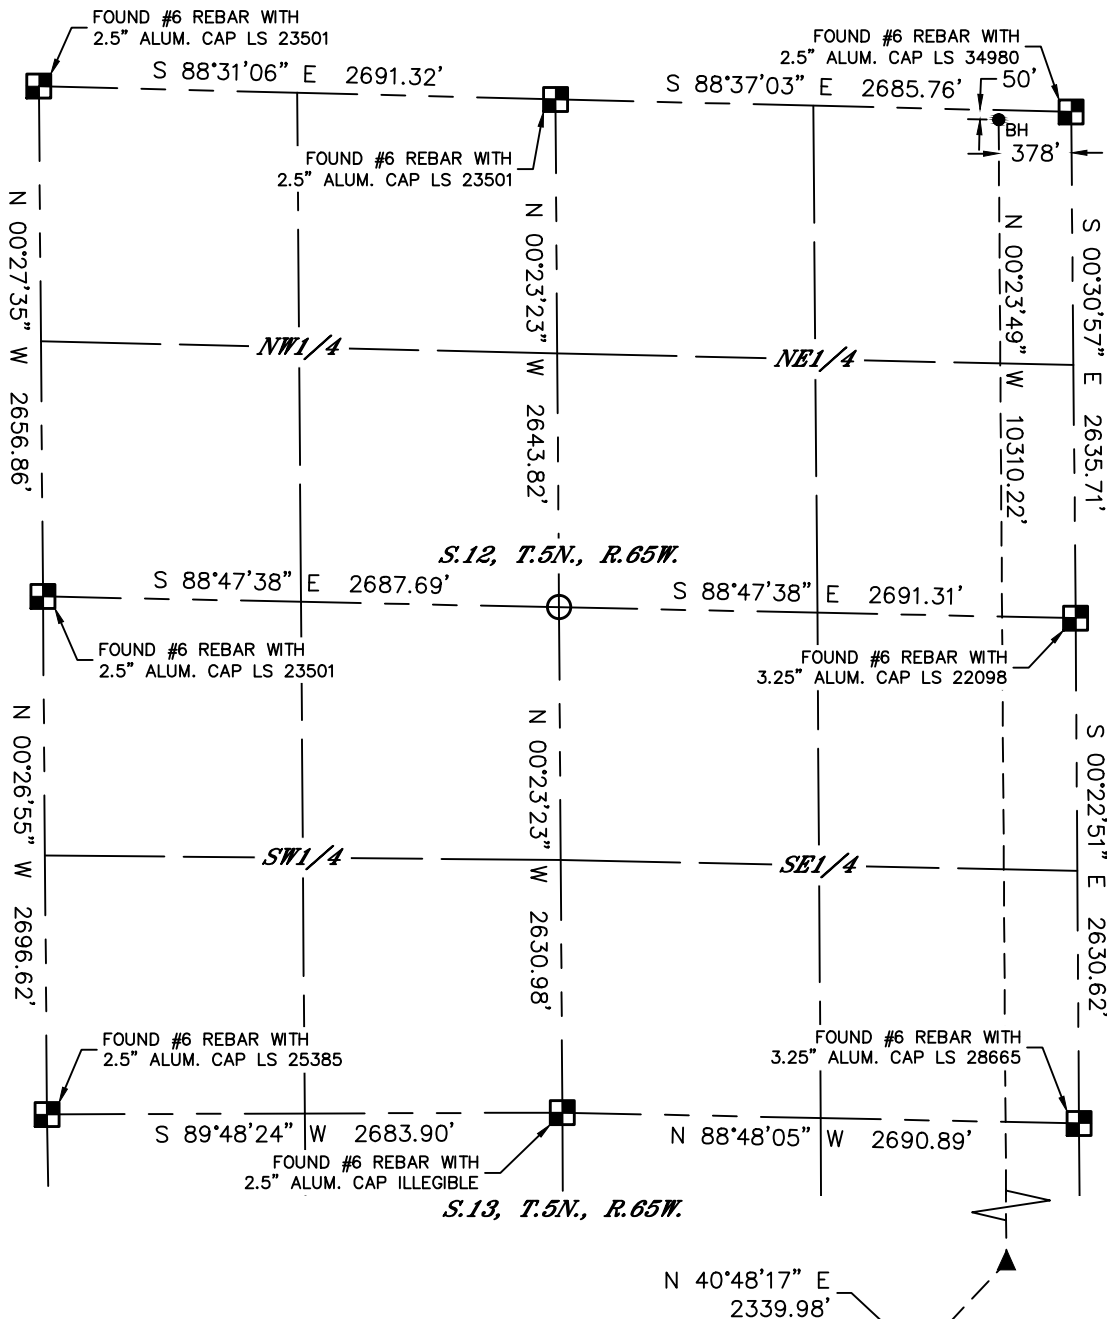 FOUND #6 REBAR WITH
2.5” ALUM. CAP LS 23501
FOUND #6 REBAR WITH
2.5” ALUM. CAP LS 34980
S 88°31'06” E 2691.32'
S 88°37'03” E 2685.76'
50'
BH
378'
FOUND #6 REBAR WITH
2.5” ALUM. CAP LS 23501
N 00°27'35” W 2656.86'
N 00°23'23” W 2643.82'
N 00°23'49” W 10310.22'
S 00°30'57” E 2635.71'
NW1/4
NE1/4
S.12, T.5N., R.65W.
S 88°47'38” E 2687.69'
S 88°47'38” E 2691.31'
FOUND #6 REBAR WITH
2.5” ALUM. CAP LS 23501
FOUND #6 REBAR WITH
3.25” ALUM. CAP LS 22098
N 00°26'55” W 2696.62'
N 00°23'23” W 2630.98'
S 00°22'51” E 2630.62'
SW1/4
SE1/4
FOUND #6 REBAR WITH
2.5” ALUM. CAP LS 25385
FOUND #6 REBAR WITH
3.25” ALUM. CAP LS 28665
S 89°48'24” W 2683.90'
N 88°48'05” W 2690.89'
FOUND #6 REBAR WITH
2.5” ALUM. CAP ILLEGIBLE
S.13, T.5N., R.65W.
N 40°48'17” E
2339.98'